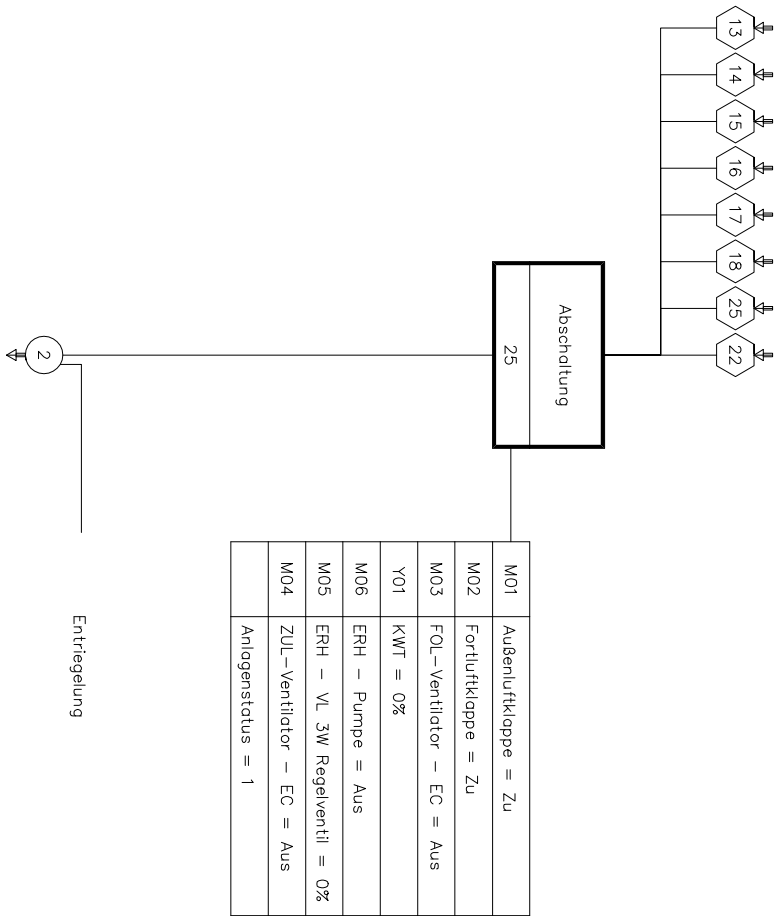 13
14
15
16
17
18
25
22
Abschaltung
25
M01 Außenluftklappe = Zu
M02 Fortluftklappe = Zu
M03 FOL-Ventilator - EC = Aus
Y01 KWT = 0%
M06 ERH - Pumpe = Aus
M05 ERH - VL 3W Regelventil = 0%
M04 ZUL-Ventilator - EC = Aus
Anlagenstatus = 1
2
Entriegelung